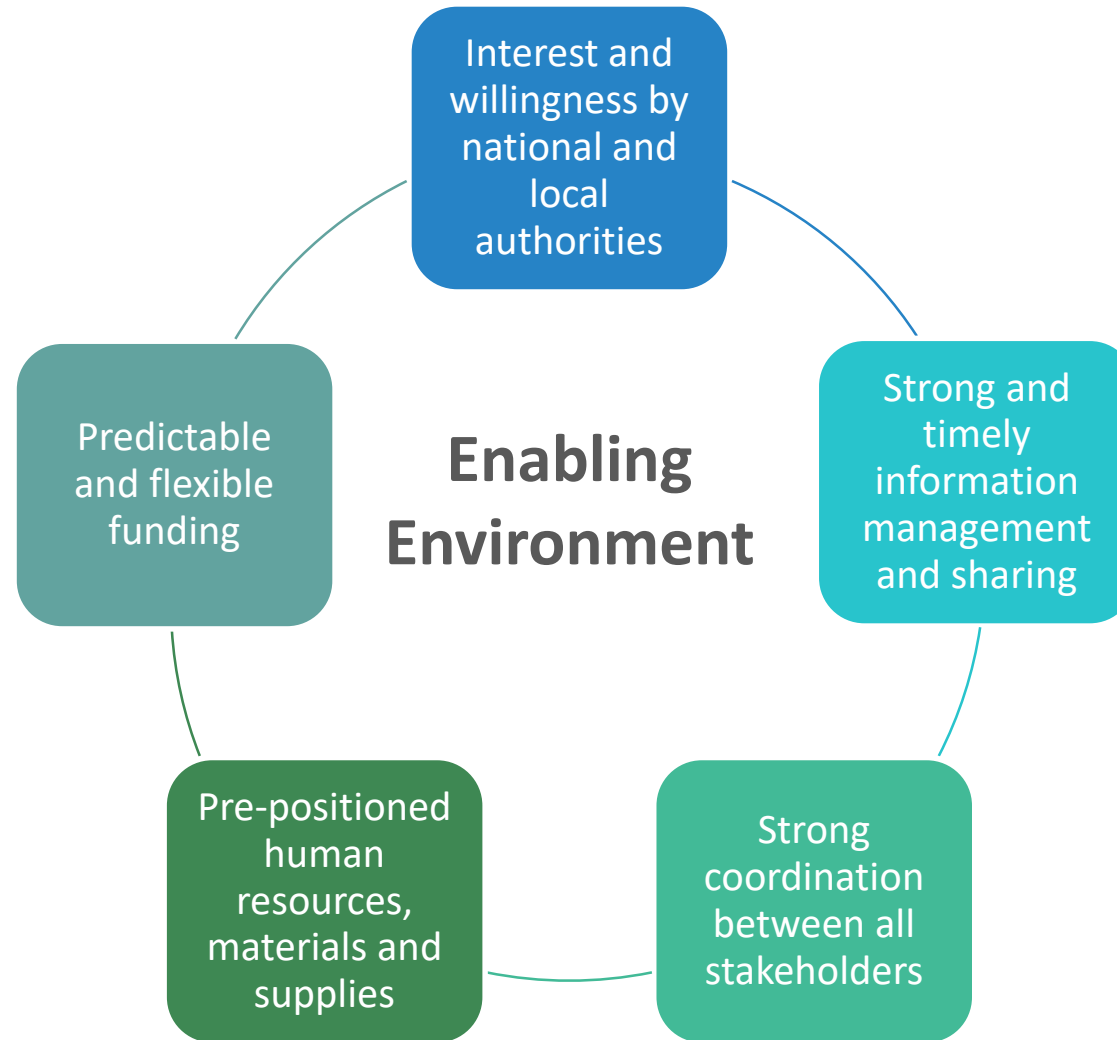 Interest and
willingness by
national and
local
authorities
Strong and
timely
information
management
and sharing
Strong
coordination
between all
stakeholders
Pre-positioned
human
resources,
materials and
supplies
Predictable
and flexible
funding
Enabling
Environment